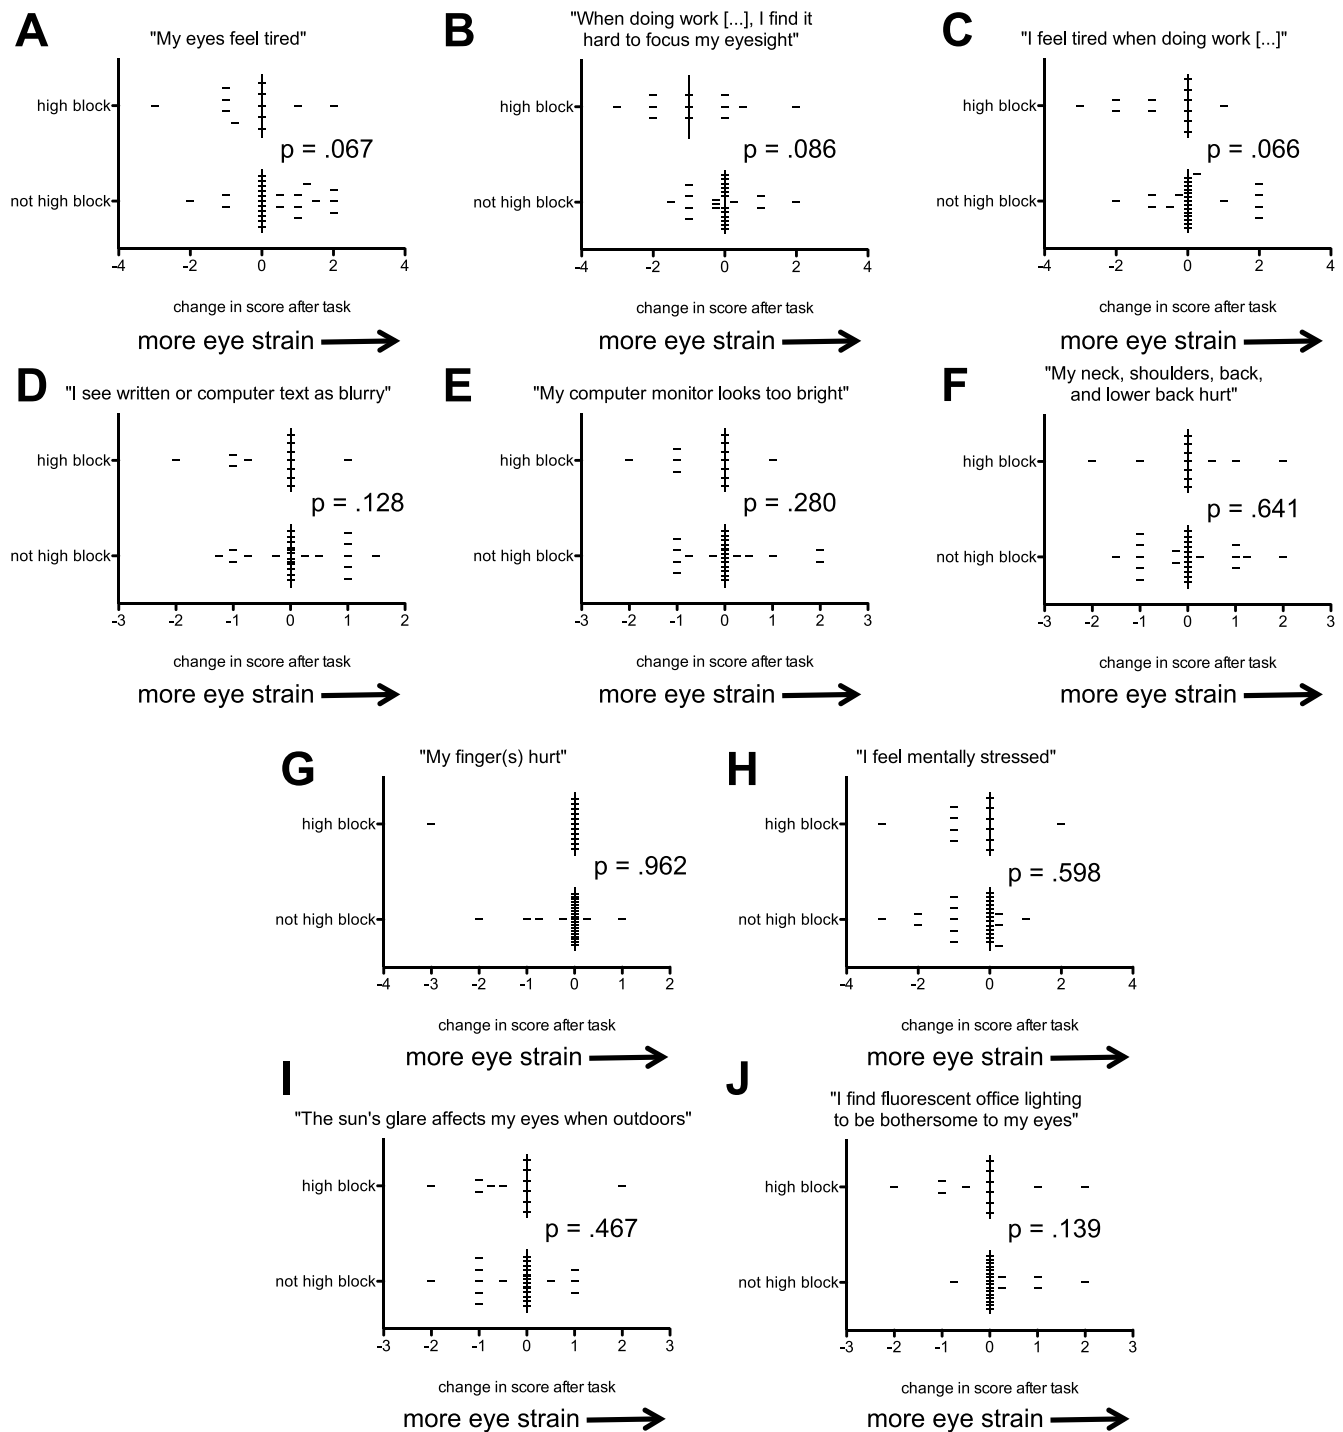 A
"My eyes feel tired"
high block
p = .067
not high block
-4 -2 0 2 4
change in score after task
more eye strain
B
"When doing work [...], I find it
hard to focus my eyesight"
high block
p = .086
not high block
-4 -2 0 2 4
change in score after task
more eye strain
C
"I feel tired when doing work [...]"
high block
p = .066
not high block
-4 -2 0 2 4
change in score after task
more eye strain
D
"I see written or computer text as blurry"
high block
p = .128
not high block
-3 -2 -1 0 1 2
change in score after task
more eye strain
E
"My computer monitor looks too bright"
high block
p = .280
not high block
-3 -2 -1 0 1 2 3
change in score after task
more eye strain
F
"My neck, shoulders, back,
and lower back hurt"
high block
p = .641
not high block
-3 -2 -1 0 1 2 3
change in score after task
more eye strain
G
"My finger(s) hurt"
high block
p = .962
not high block
-4 -3 -2 -1 0 1 2
change in score after task
more eye strain
H
"I feel mentally stressed"
high block
p = .598
not high block
-4 -2 0 2 4
change in score after task
more eye strain
I
"The sun's glare affects my eyes when outdoors"
high block
p = .467
not high block
-3 -2 -1 0 1 2 3
change in score after task
more eye strain
J
"I find fluorescent office lighting
to be bothersome to my eyes"
high block
p = .139
not high block
-3 -2 -1 0 1 2 3
change in score after task
more eye strain